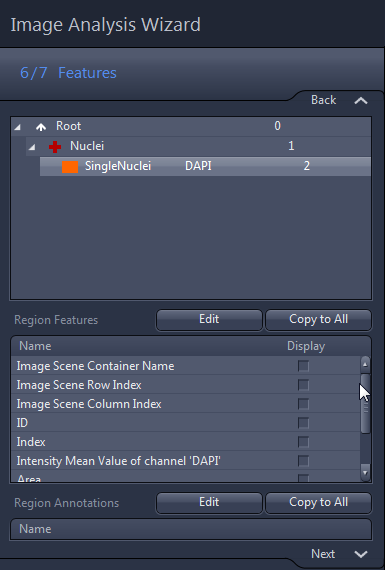 Image Analysis Wizard
6/7 Features
Back
Root 0
Nuclei 1
SingleNuclei DAPI 2
Region Features Edit Copy to All
Name Display
Image Scene Container Name
Image Scene Row Index
Image Scene Column Index
ID
Index
Intensity Mean Value of channel 'DAPI'
Area
Region Annotations Edit Copy to All
Name
Next